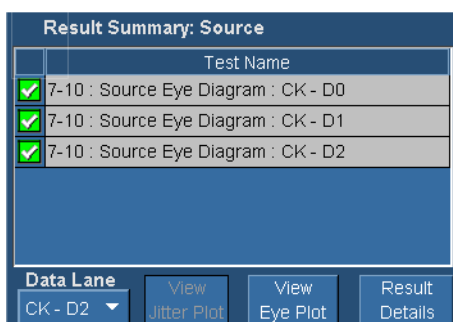 Result Summary: Source
Test Name
7-10 : Source Eye Diagram : CK - D0
7-10 : Source Eye Diagram : CK - D1
7-10 : Source Eye Diagram : CK - D2
Data Lane
CK - D2
View
Jitter Plot
View
Eye Plot
Result
Details